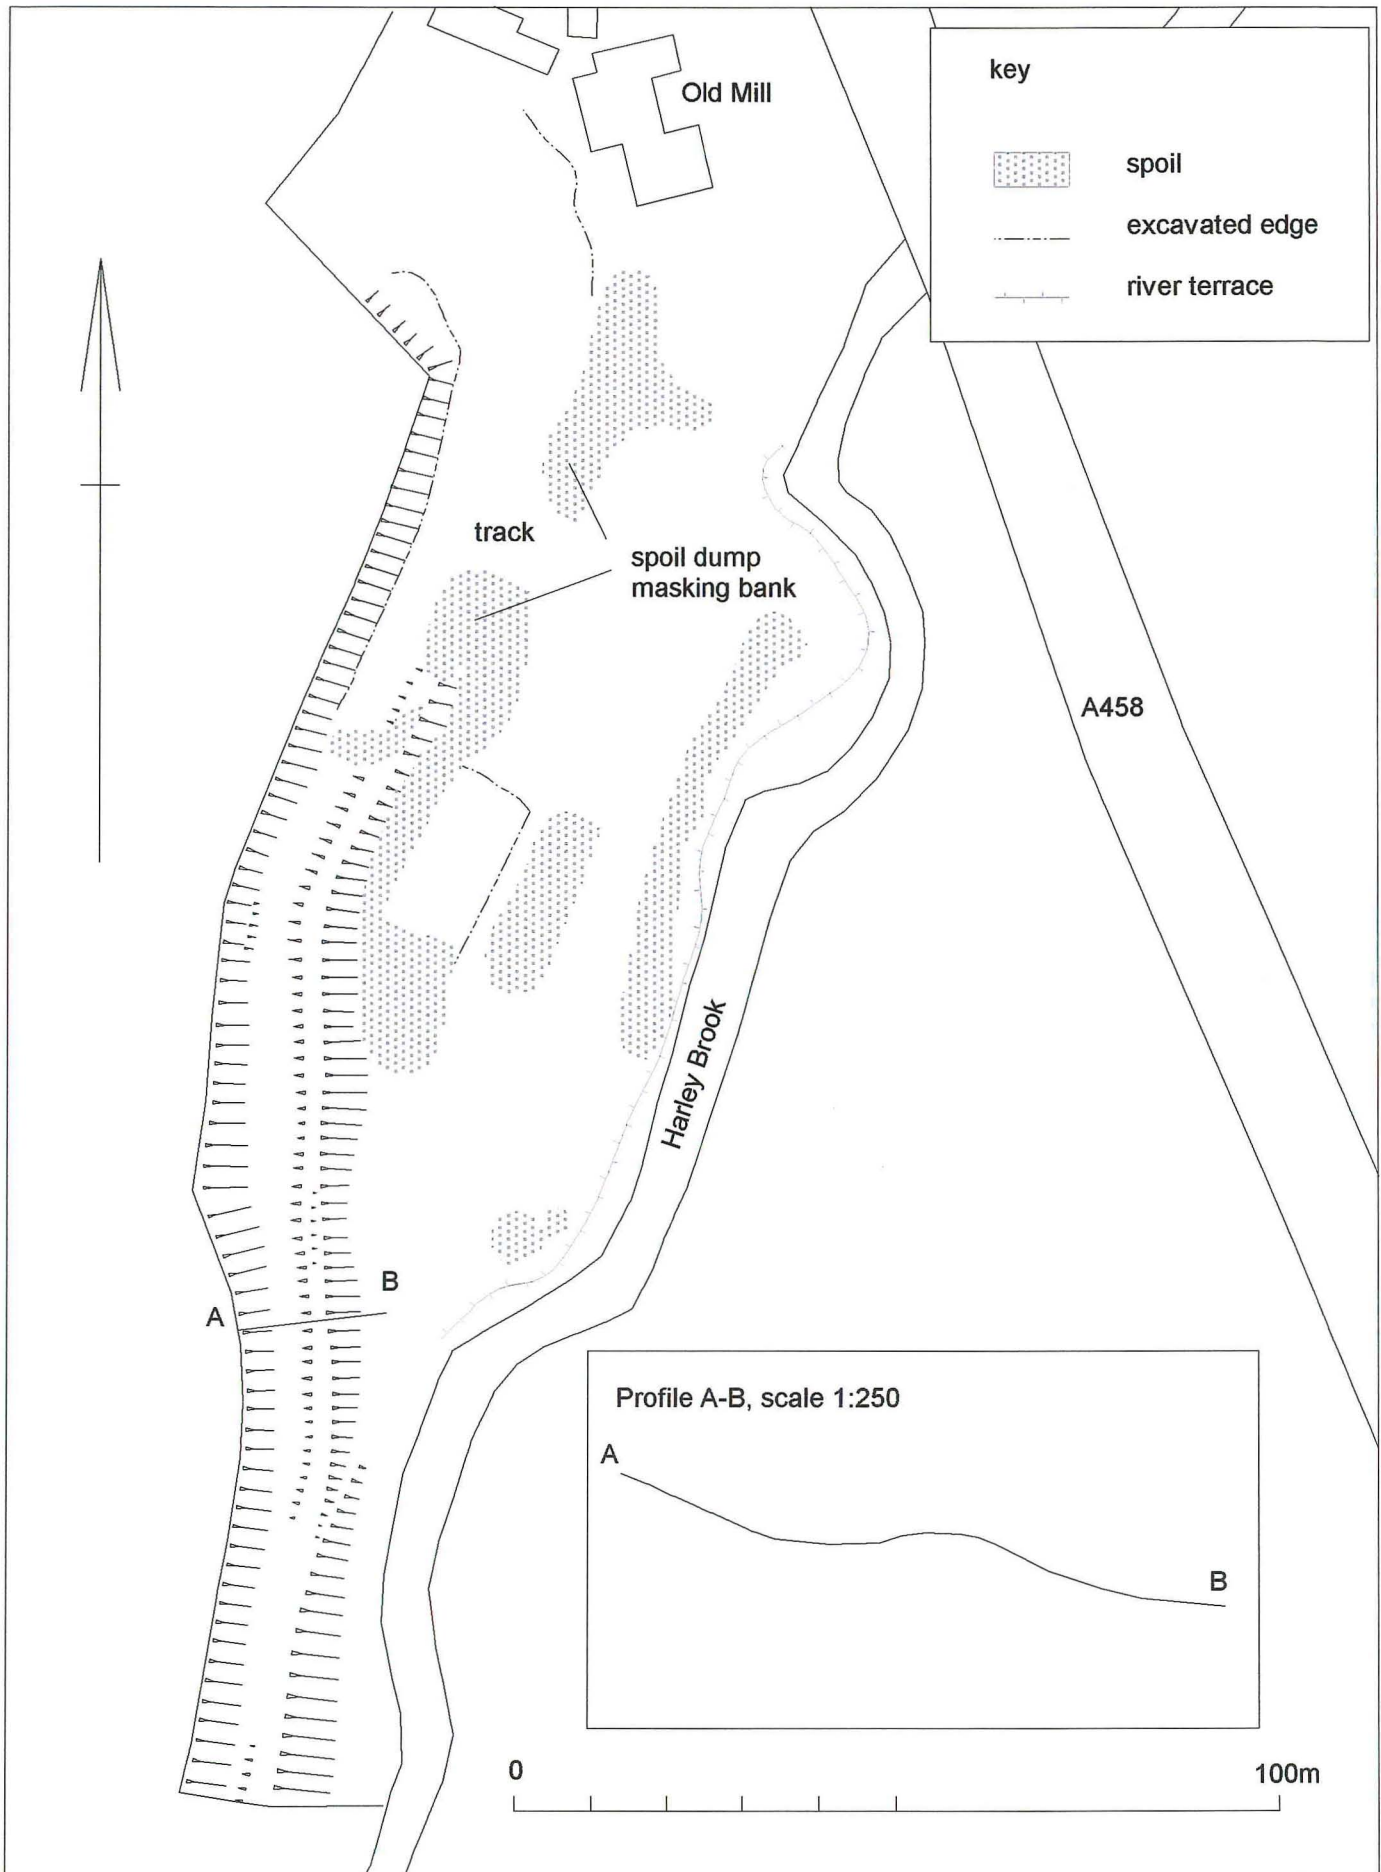 key
Old Mill
spoil
excavated edge
river terrace
track
spoil dump
masking bank
A458
Harley Brook
B
A
Profile A-B, scale 1:250
A
B
0
100m